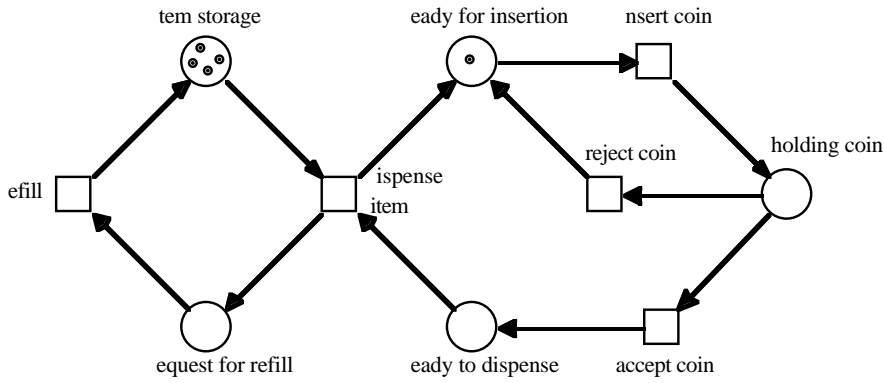 tem storage
eady for insertion
nsert coin
reject coin
holding coin
efill
ispense
item
equest for refill
eady to dispense
accept coin